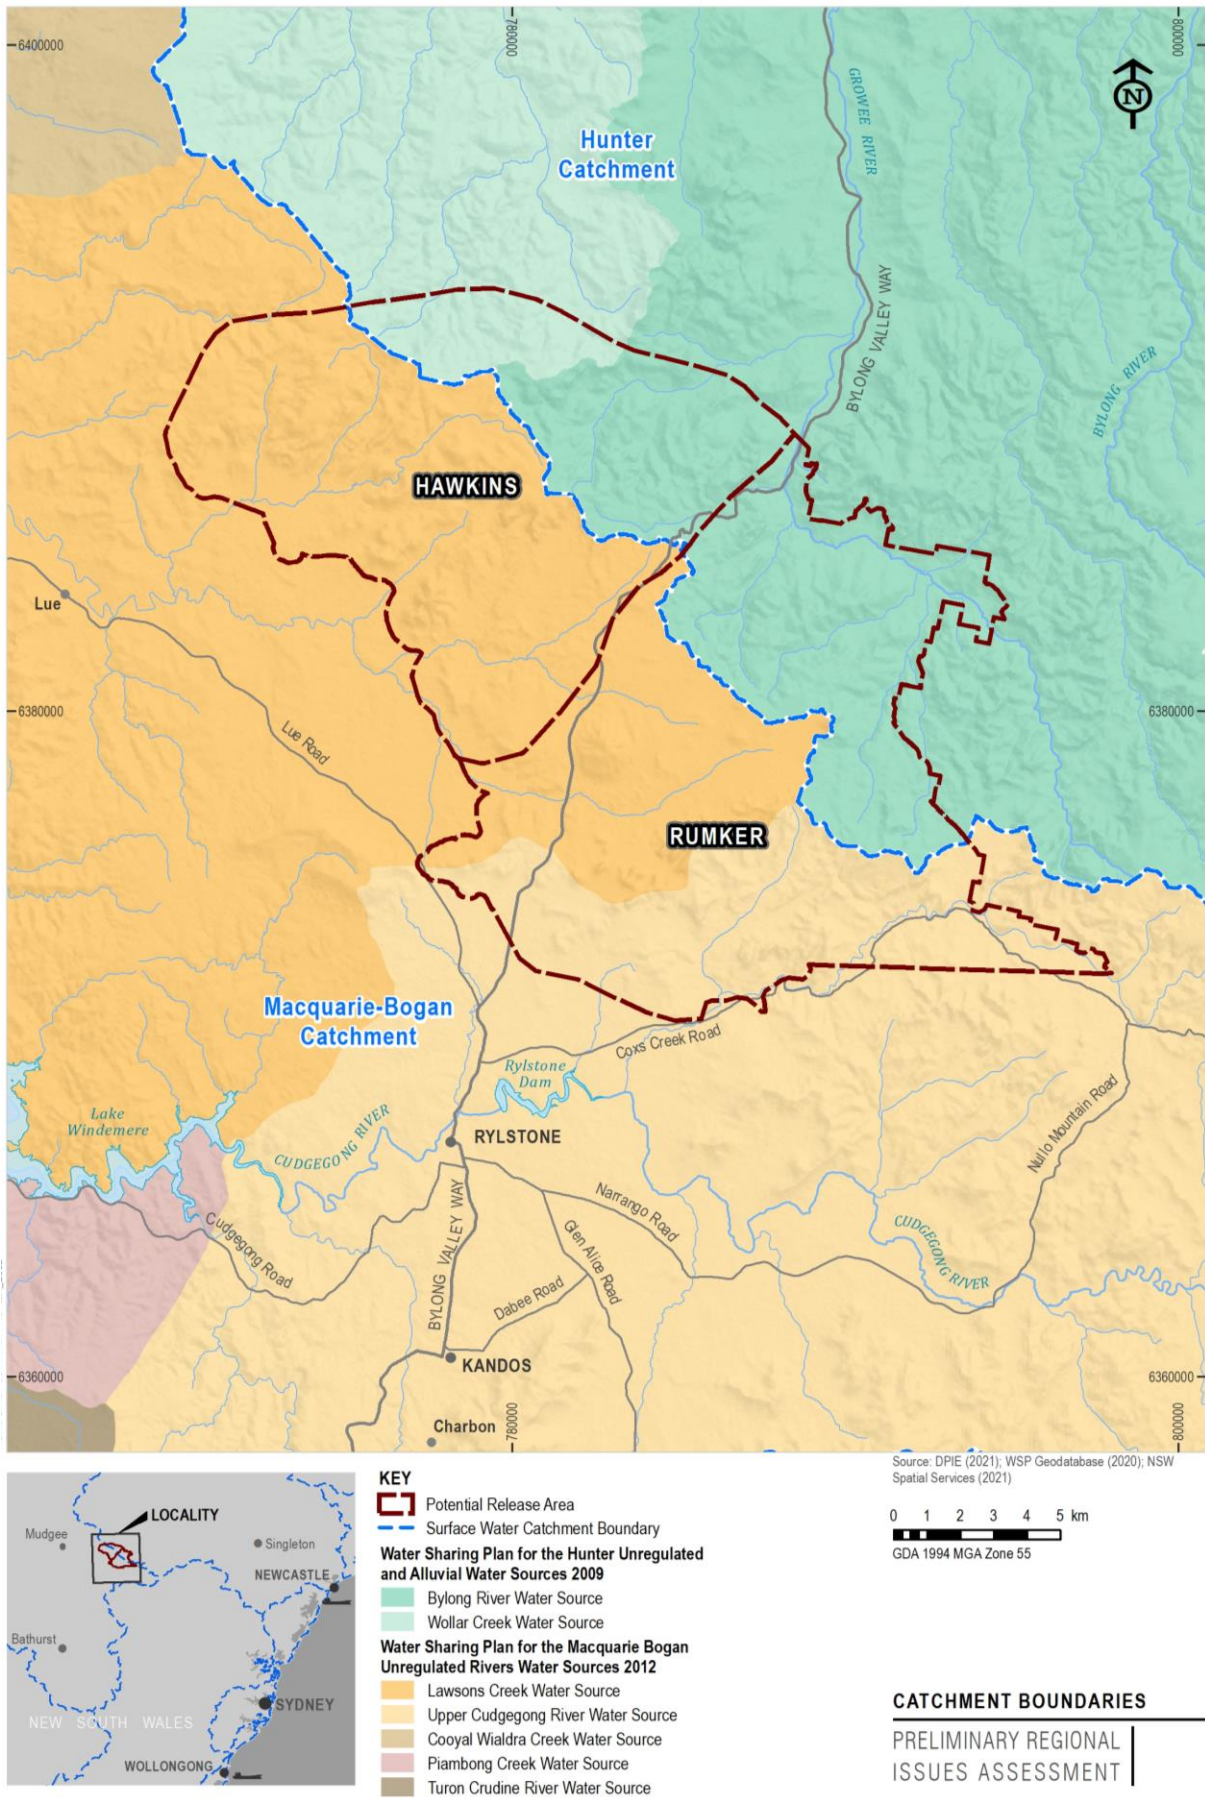 6400000
780000
800000
N
GROWEE RIVER
Hunter
Catchment
BYLONG VALLEY WAY
BYLONG RIVER
HAWKINS
Lue
6380000
6380000
Lue Road
RUMKER
Macquarie-Bogan
Catchment
Coxs Creek Road
Rylstone
Dam
Lake
Windemere
RYLSTONE
CUDGEGONG RIVER
Nullo Mountain Road
Narrango Road
Cudgegong Road
BYLONG VALLEY WAY
Glen Alice Road
CUDGEGONG RIVER
Dabee Road
KANDOS
6360000
6360000
Charbon
780000
800000
LOCALITY
Mudgee
Singleton
NEWCASTLE
Bathurst
SYDNEY
NEW SOUTH WALES
WOLLONGONG
KEY
Potential Release Area
Surface Water Catchment Boundary
Water Sharing Plan for the Hunter Unregulated
and Alluvial Water Sources 2009
Bylong River Water Source
Wollar Creek Water Source
Water Sharing Plan for the Macquarie Bogan
Unregulated Rivers Water Sources 2012
Lawsons Creek Water Source
Upper Cudgegong River Water Source
Cooyal Wialdra Creek Water Source
Piambong Creek Water Source
Turon Crudine River Water Source
Source: DPIE (2021); WSP Geodatabase (2020); NSW
Spatial Services (2021)
0 1 2 3 4 5 km
GDA 1994 MGA Zone 55
CATCHMENT BOUNDARIES
PRELIMINARY REGIONAL
ISSUES ASSESSMENT